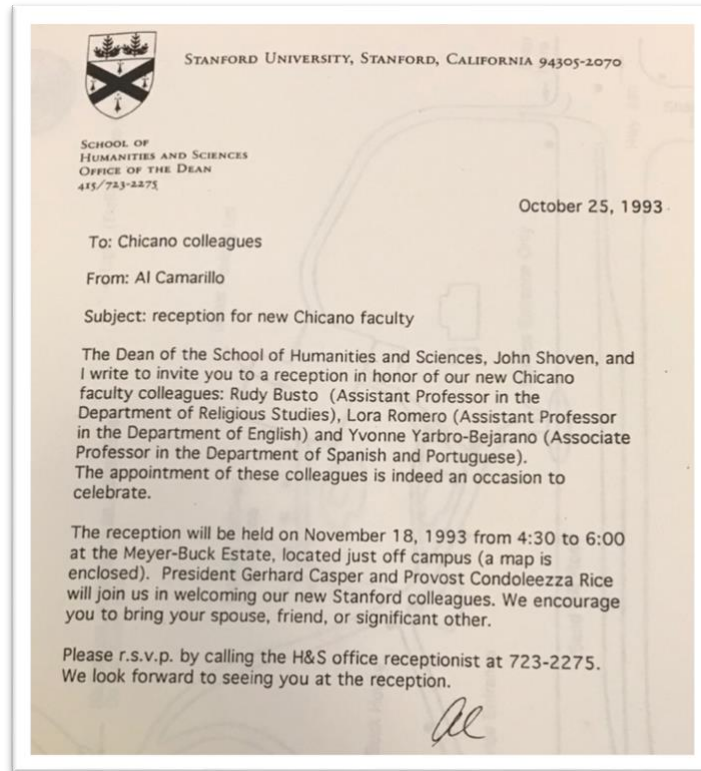 STANFORD UNIVERSITY, STANFORD, CALIFORNIA 94305-2070
SCHOOL OF
HUMANITIES AND SCIENCES
OFFICE OF THE DEAN
415/723-2275
October 25, 1993
To: Chicano colleagues
From: Al Camarillo
Subject: reception for new Chicano faculty
The Dean of the School of Humanities and Sciences, John Shoven, and
I write to invite you to a reception in honor of our new Chicano
faculty colleagues: Rudy Busto (Assistant Professor in the
Department of Religious Studies), Lora Romero (Assistant Professor
in the Department of English) and Yvonne Yarbro-Bejarano (Associate
Professor in the Department of Spanish and Portuguese).
The appointment of these colleagues is indeed an occasion to
celebrate.
The reception will be held on November 18, 1993 from 4:30 to 6:00
at the Meyer-Buck Estate, located just off campus (a map is
enclosed). President Gerhard Casper and Provost Condoleezza Rice
will join us in welcoming our new Stanford colleagues. We encourage
you to bring your spouse, friend, or significant other.
Please r.s.v.p. by calling the H&S office receptionist at 723-2275.
We look forward to seeing you at the reception.
Al